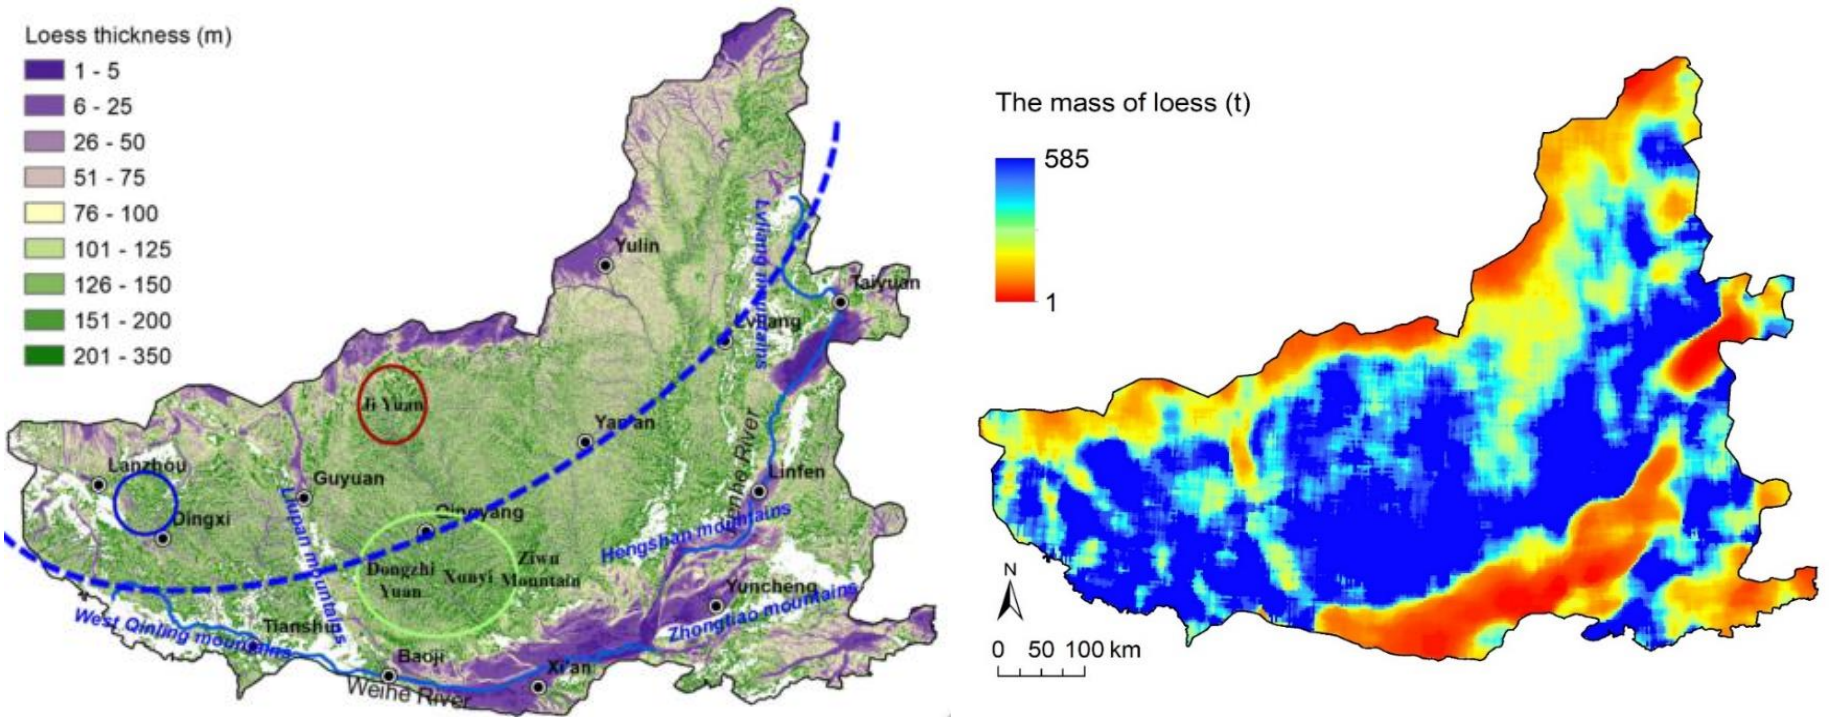 Loess thickness (m)
1 - 5
6 - 25
26 - 50
51 - 75
76 - 100
101 - 125
126 - 150
151 - 200
201 - 350
Yulin
Lvliang mountains
Taiyuan
Lvliang
Ji Yuan
Yan'an
Fenhe River
Lanzhou
Guyuan
Linfen
Dingxi
Qingyang
Liupan mountains
Hengshan mountains
Dongzhi
Yuan
Xunyi
Ziwu
Mountain
Yuncheng
Zhongtiao mountains
West Qinling mountains
Tianshui
Baoji
Xi'an
Weihe River
The mass of loess (t)
585
1
N
0 50 100 km